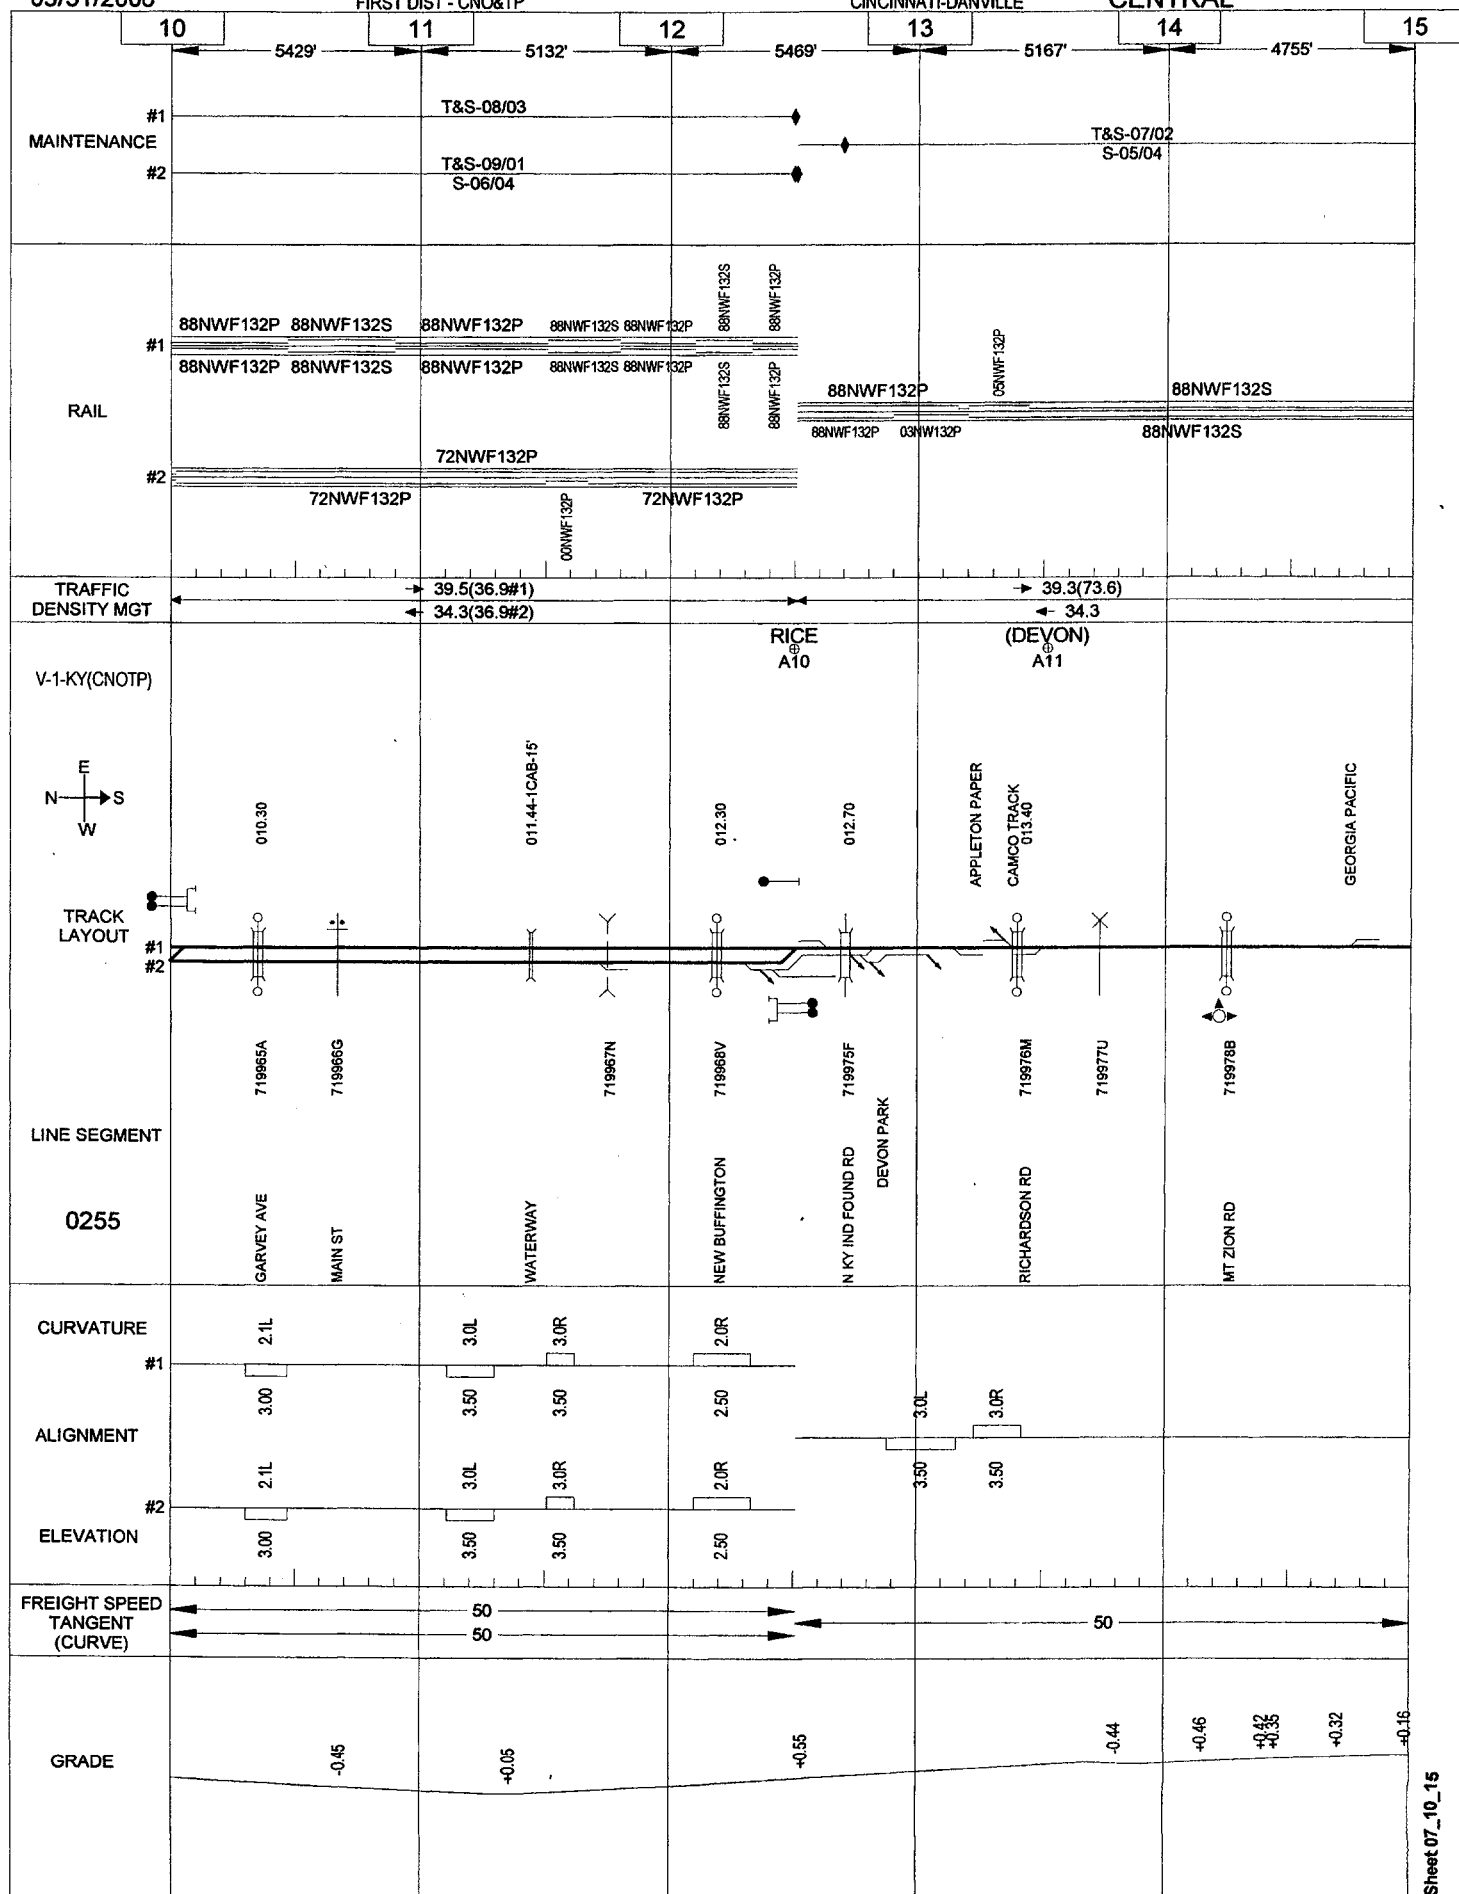 FIRST DIST - CNO&TP
CINCINNATI-DANVILLE
CENTRAL
10
11
12
13
14
15
5429'
5132'
5469'
5167'
4755'
MAINTENANCE
#1
T&S-08/03
T&S-07/02
S-05/04
#2
T&S-09/01
S-06/04
RAIL
#1
88NWF132P 88NWF132S 88NWF132P 88NWF132S 88NWF132P
88NWF132S
88NWF132P
88NWF132P 88NWF132S 88NWF132P 88NWF132S 88NWF132P
88NWF132S
88NWF132P
88NWF132P
05NWF132P
88NWF132S
88NWF132P
03NW132P
88NWF132S
#2
72NWF132P
72NWF132P
00NWF132P
72NWF132P
TRAFFIC
DENSITY MGT
39.5(36.9#1)
34.3(36.9#2)
39.3(73.6)
34.3
V-1-KY(CNOTP)
RICE
A10
(DEVON)
A11
E
N S
W
010.30
011.44-1CAB-15'
012.30
012.70
APPLETON PAPER
CAMCO TRACK
013.40
GEORGIA PACIFIC
TRACK
LAYOUT
#1
#2
719965A
719966G
719967N
719968V
719975F
719976M
719977U
719978B
LINE SEGMENT
0255
GARVEY AVE
MAIN ST
WATERWAY
NEW BUFFINGTON
N KY IND FOUND RD
DEVON PARK
RICHARDSON RD
MT ZION RD
CURVATURE
#1
2.1L
3.0L
3.0R
2.0R
3.00
3.50
3.50
2.50
ALIGNMENT
3.0L
3.0R
3.50
3.50
#2
2.1L
3.0L
3.0R
2.0R
ELEVATION
3.00
3.50
3.50
2.50
FREIGHT SPEED
TANGENT
(CURVE)
50
50
50
GRADE
-0.45
+0.05
+0.55
-0.44
+0.46
+0.42
+0.35
+0.32
+0.16
Sheet 07_10_15